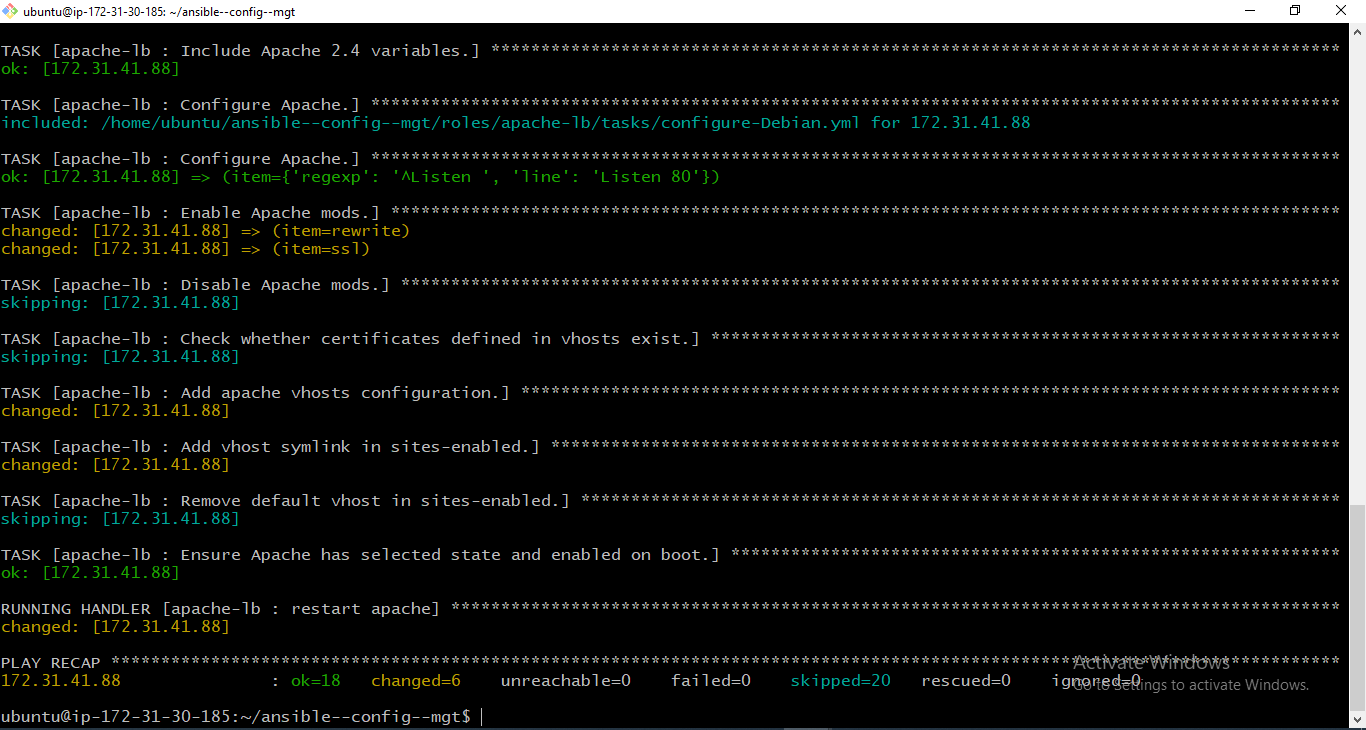 ubuntu@ip-172-31-30-185: ~/ansible--config--mgt
TASK [apache-lb : Include Apache 2.4 variables.] *************************************************************************************
ok: [172.31.41.88]
TASK [apache-lb : Configure Apache.] *************************************************************************************************
included: /home/ubuntu/ansible--config--mgt/roles/apache-lb/tasks/configure-Debian.yml for 172.31.41.88
TASK [apache-lb : Configure Apache.] *************************************************************************************************
ok: [172.31.41.88] => (item={'regexp': '^Listen ', 'line': 'Listen 80'})
TASK [apache-lb : Enable Apache mods.] ***********************************************************************************************
changed: [172.31.41.88] => (item=rewrite)
changed: [172.31.41.88] => (item=ssl)
TASK [apache-lb : Disable Apache mods.] **********************************************************************************************
skipping: [172.31.41.88]
TASK [apache-lb : Check whether certificates defined in vhosts exist.] ***************************************************************
skipping: [172.31.41.88]
TASK [apache-lb : Add apache vhosts configuration.] **********************************************************************************
changed: [172.31.41.88]
TASK [apache-lb : Add vhost symlink in sites-enabled.] *******************************************************************************
changed: [172.31.41.88]
TASK [apache-lb : Remove default vhost in sites-enabled.] ****************************************************************************
skipping: [172.31.41.88]
TASK [apache-lb : Ensure Apache has selected state and enabled on boot.] *************************************************************
ok: [172.31.41.88]
RUNNING HANDLER [apache-lb : restart apache] *****************************************************************************************
changed: [172.31.41.88]
PLAY RECAP ***************************************************************************************************************************
172.31.41.88               : ok=18   changed=6    unreachable=0    failed=0    skipped=20   rescued=0    ignored=0
Activate Windows
Go to Settings to activate Windows.
ubuntu@ip-172-31-30-185:~/ansible--config--mgt$